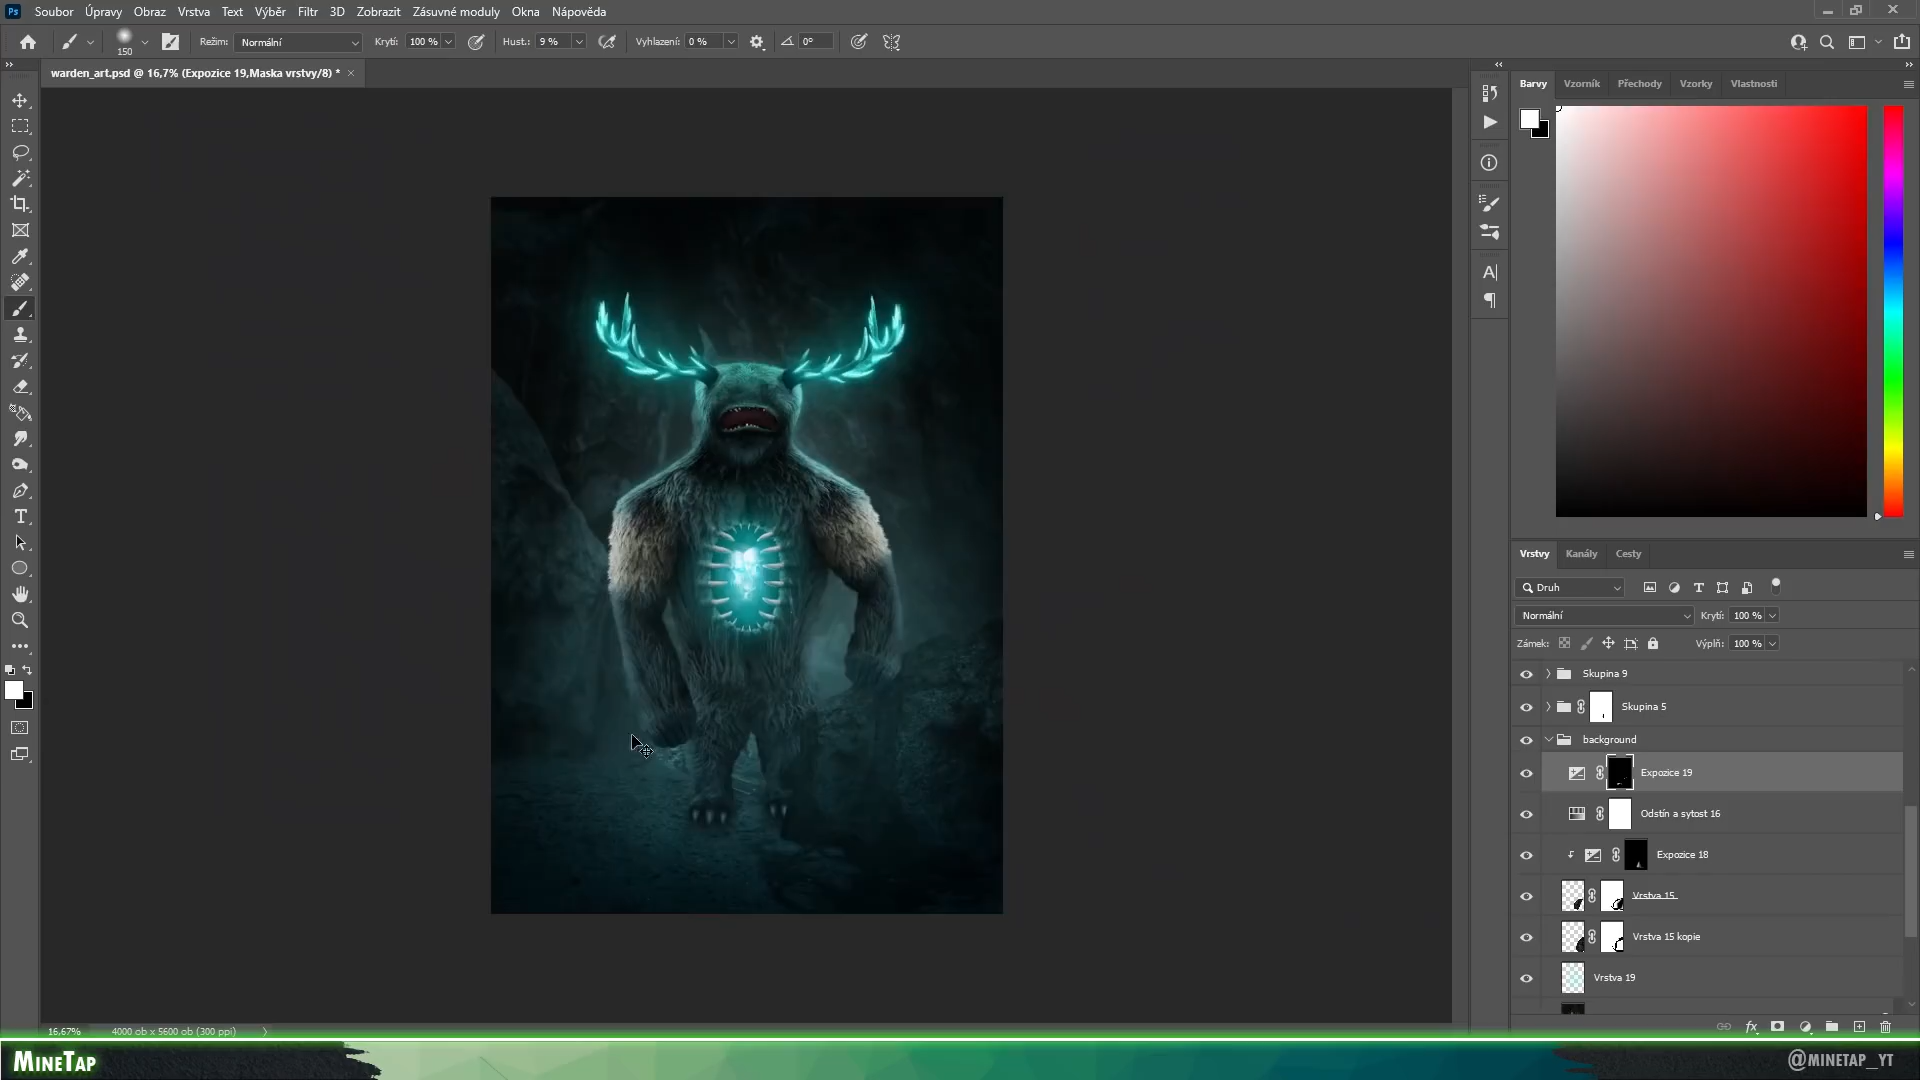 Ps Soubor Úpravy Obraz Vrstva Text Výběr Filtr 3D Zobrazit Zásuvné moduly Okna Nápověda
150 Režim: Normální Krytí: 100 % Hust.: 9 % Vyhlazení: 0 % 0°
warden_art.psd @ 16,7% (Expozice 19,Maska vrstvy/8) * ×
Barvy Vzorník Přechody Vzorky Vlastnosti
Vrstvy Kanály Cesty
Druh
Normální Krytí: 100 %
Zámek: Výplň: 100 %
Skupina 9
Skupina 5
background
Expozice 19
Odstín a sytost 16
Expozice 18
Vrstva 15
Vrstva 15 kopie
Vrstva 19
16,67% 4000 ob x 5600 ob (300 ppi)
MINETAP
@MINETAP_YT